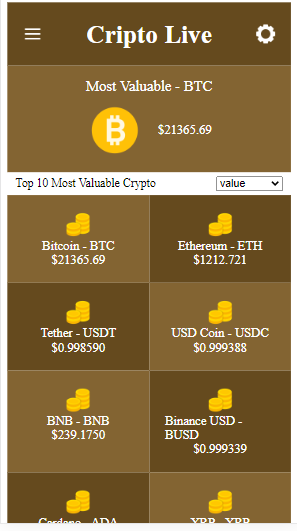 Cripto Live
Most Valuable - BTC
$21365.69
Top 10 Most Valuable Crypto
value
Bitcoin - BTC
$21365.69
Ethereum - ETH
$1212.721
Tether - USDT
$0.998590
USD Coin - USDC
$0.999388
BNB - BNB
$239.1750
Binance USD -
BUSD
$0.999339
Cardano - ADA
XRP - XRP